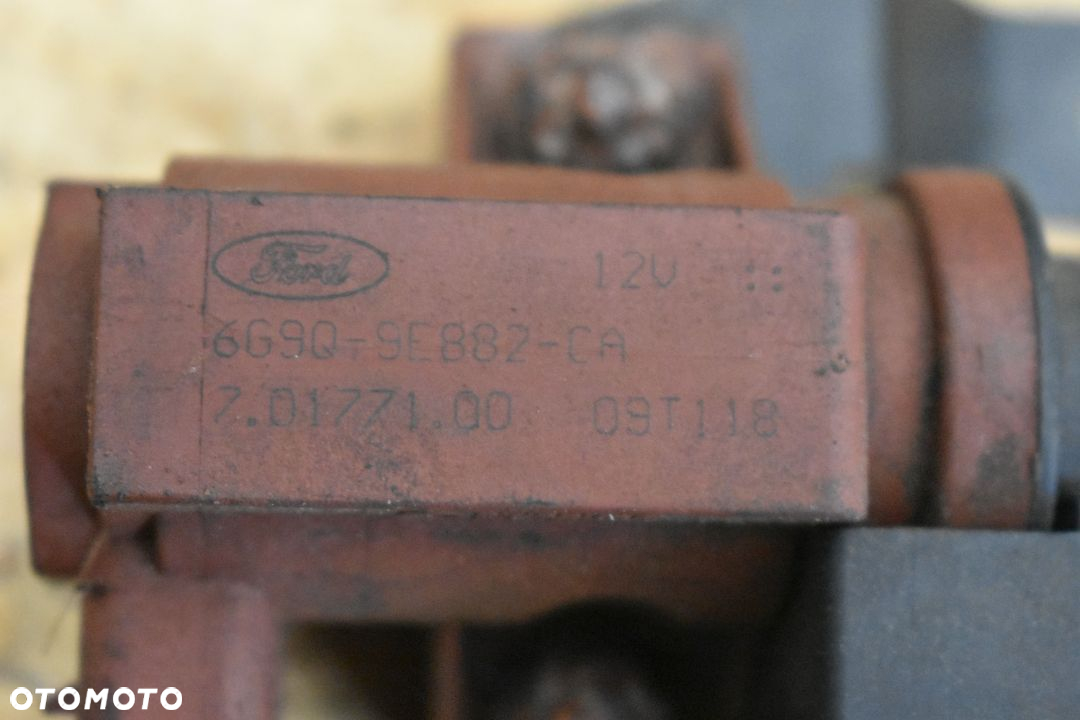 Ford 12V
6G9Q-9E882-CA
7.01771.00 09T118
OTOMOTO